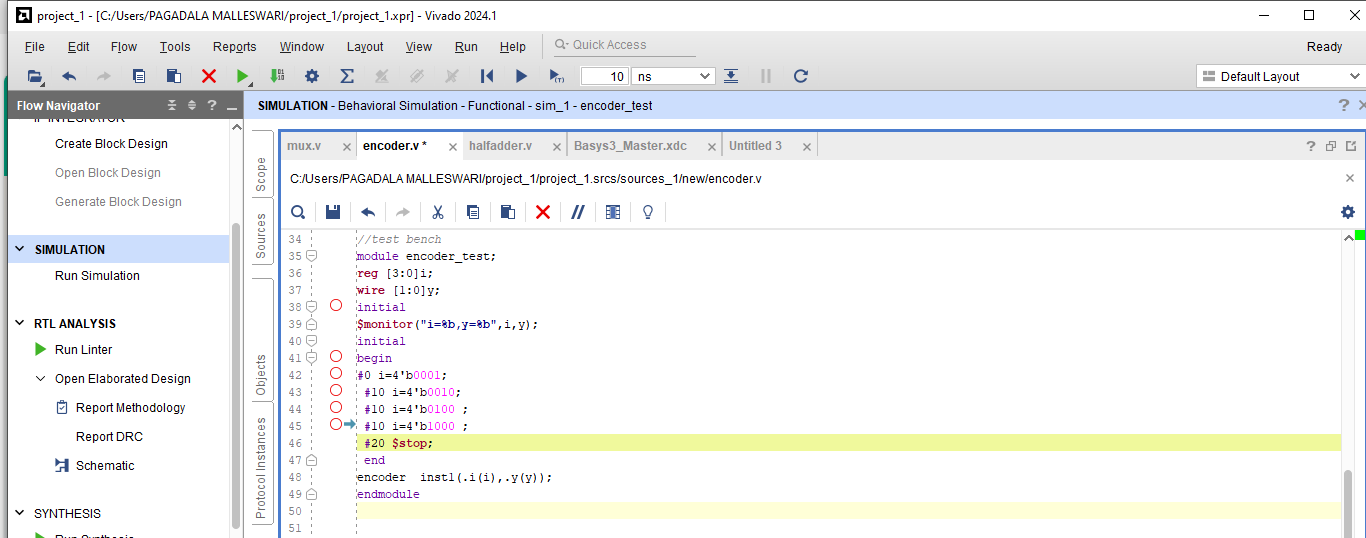 project_1 - [C:/Users/PAGADALA MALLESWARI/project_1/project_1.xpr] - Vivado 2024.1
File Edit Flow Tools Reports Window Layout View Run Help Quick Access Ready
10 ns Default Layout
Flow Navigator
SIMULATION - Behavioral Simulation - Functional - sim_1 - encoder_test
IP INTEGRATOR
Create Block Design
Open Block Design
Generate Block Design
SIMULATION
Run Simulation
RTL ANALYSIS
Run Linter
Open Elaborated Design
Report Methodology
Report DRC
Schematic
SYNTHESIS
Run Synthesis
Scope
Sources
Objects
Protocol Instances
mux.v encoder.v * halfadder.v Basys3_Master.xdc Untitled 3
C:/Users/PAGADALA MALLESWARI/project_1/project_1.srcs/sources_1/new/encoder.v
34 //test bench
35 module encoder_test;
36 reg [3:0]i;
37 wire [1:0]y;
38 initial
39 $monitor("i=%b,y=%b",i,y);
40 initial
41 begin
42 #0 i=4'b0001;
43 #10 i=4'b0010;
44 #10 i=4'b0100 ;
45 #10 i=4'b1000 ;
46 #20 $stop;
47 end
48 encoder inst1(.i(i),.y(y));
49 endmodule
50
51